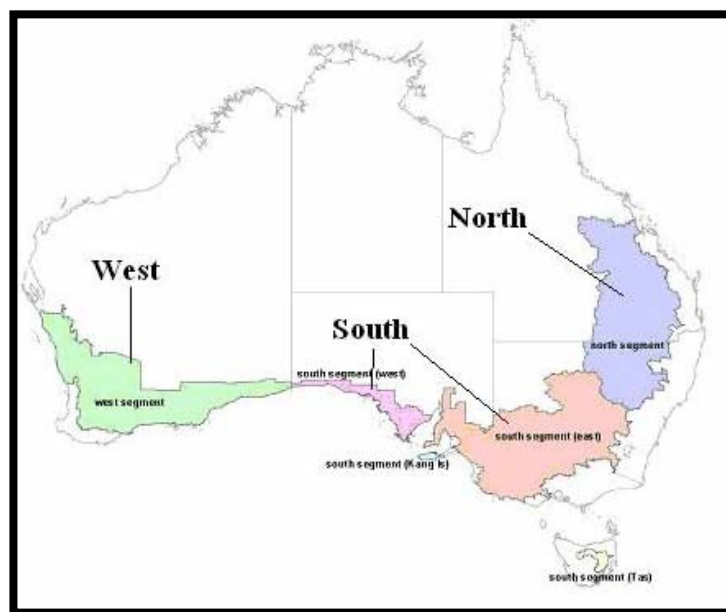 North
West
South
north segment
south segment (west)
west segment
south segment (east)
south segment (Kang Is)
south segment (Tas)